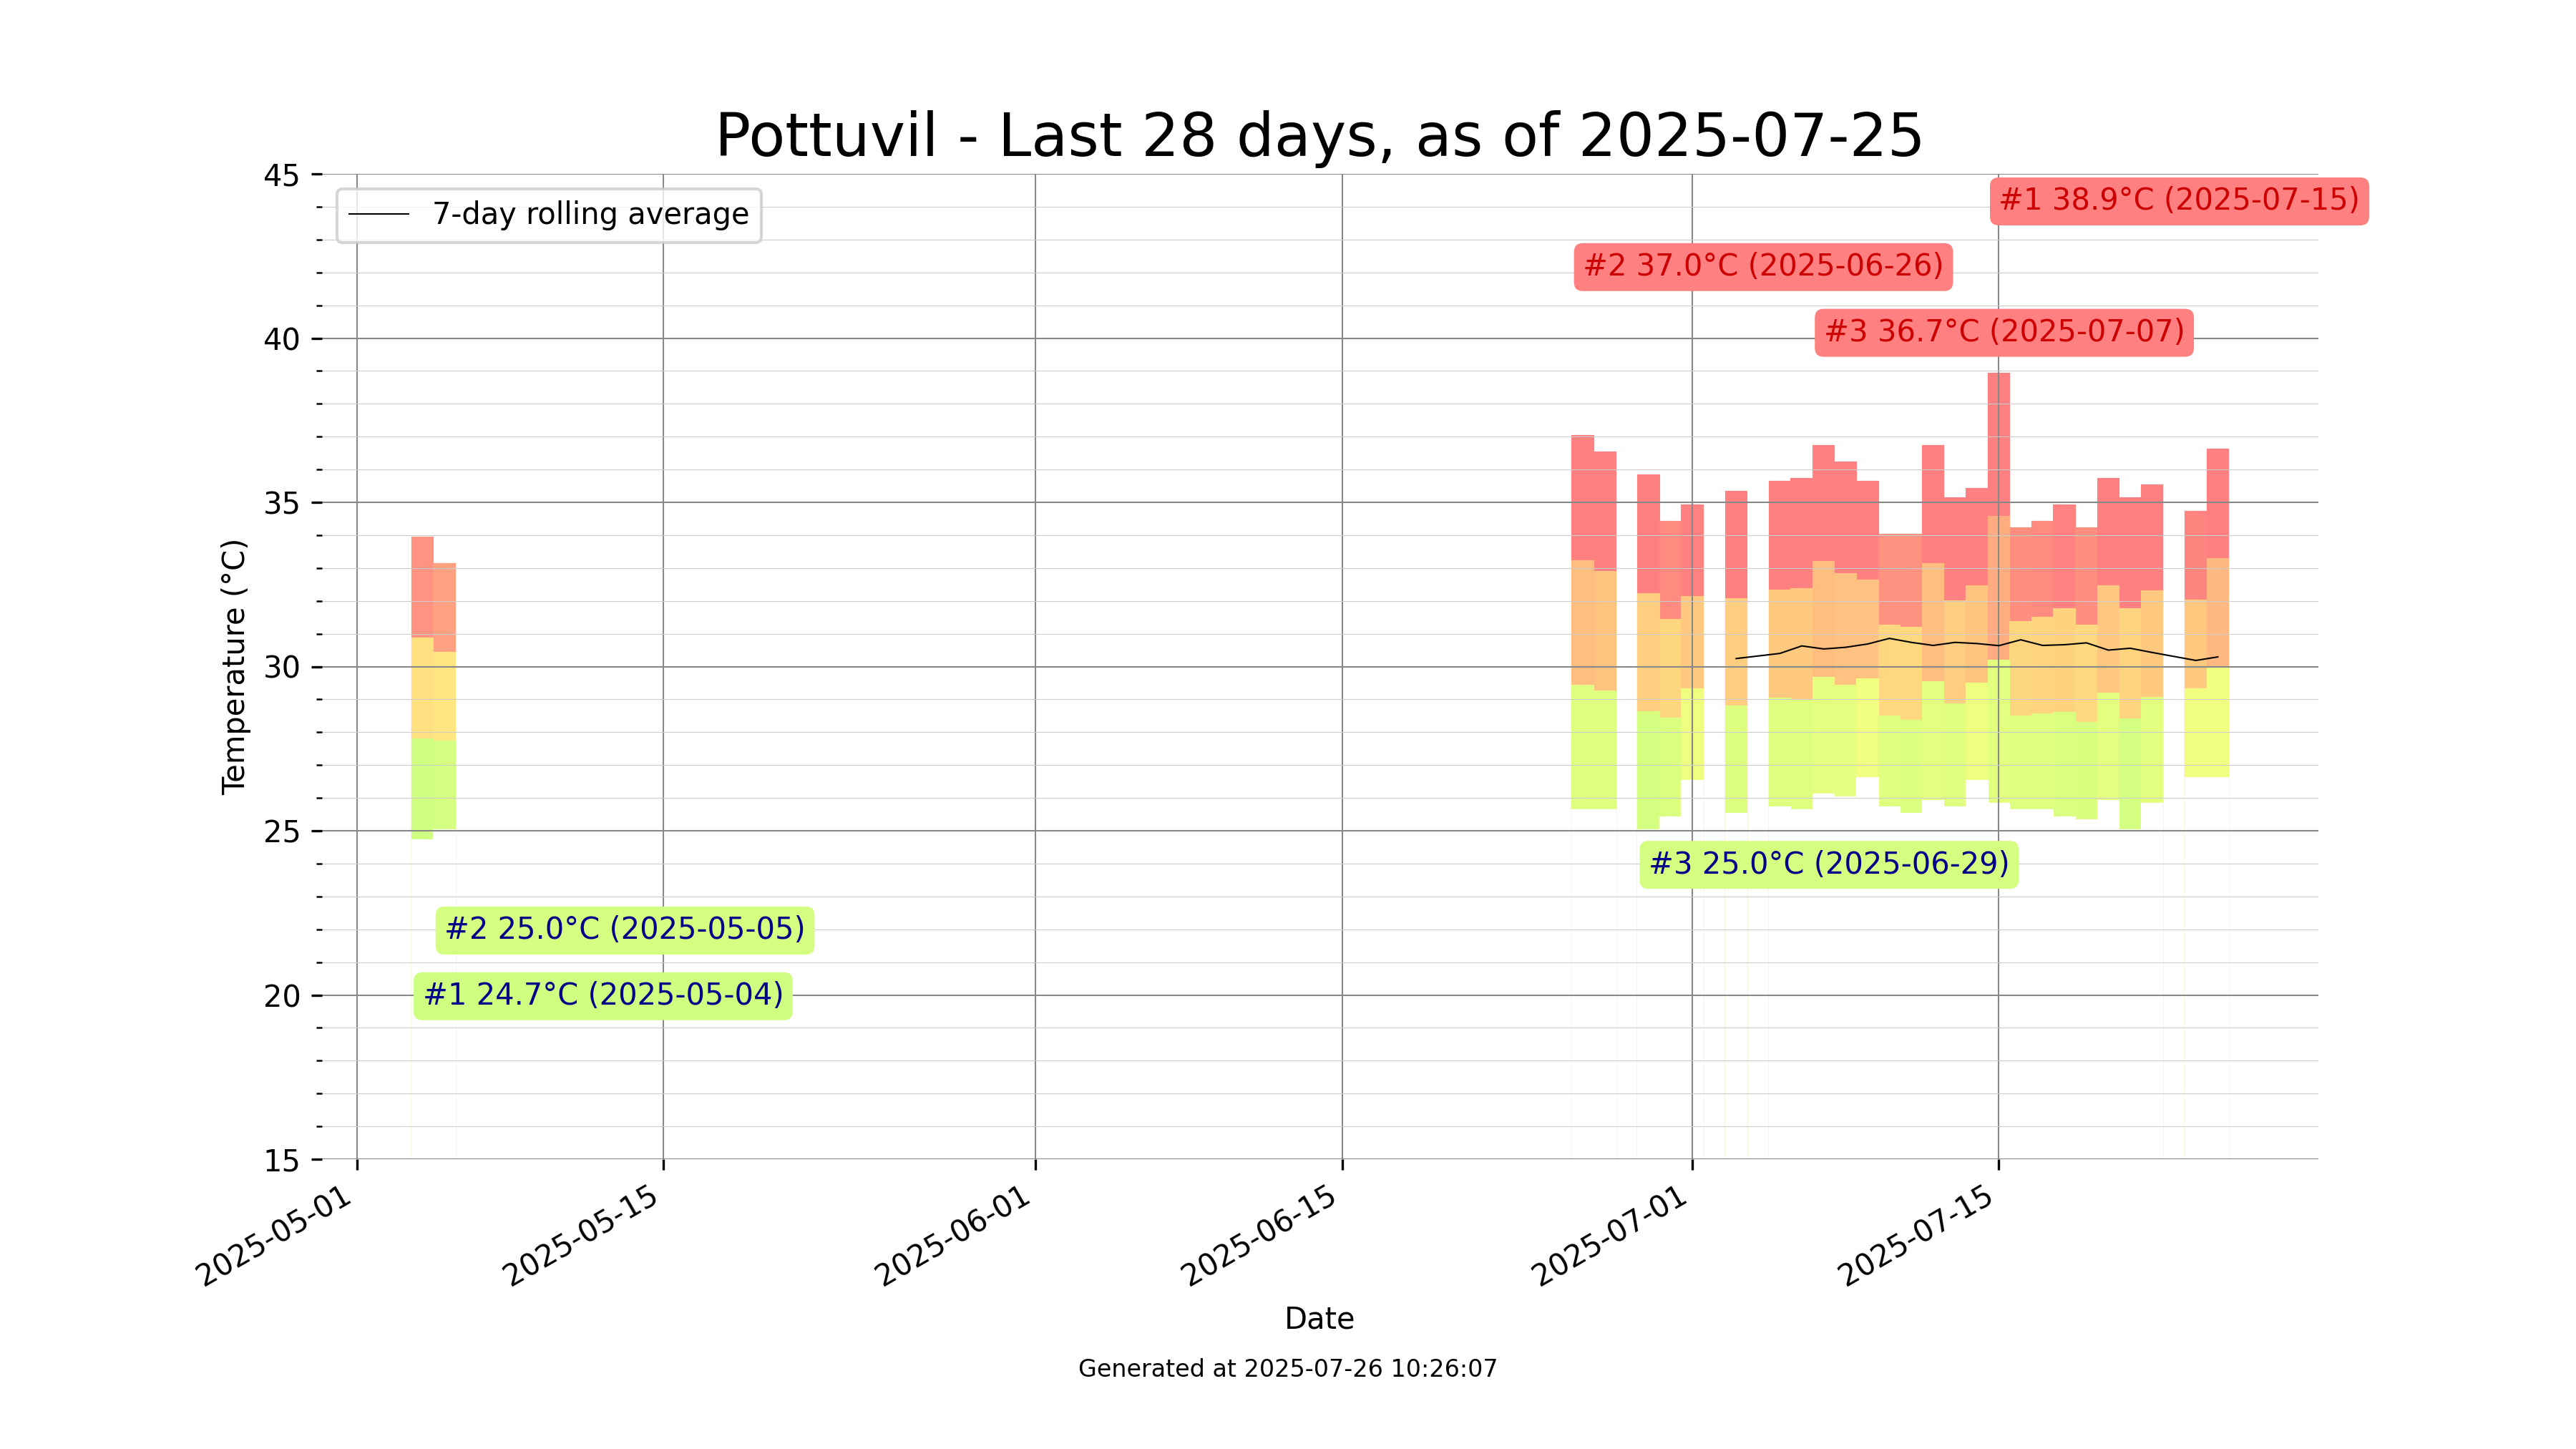 Pottuvil - Last 28 days, as of 2025-07-25
45
7-day rolling average
#1 38.9°C (2025-07-15)
#2 37.0°C (2025-06-26)
#3 36.7°C (2025-07-07)
40
35
30
25
20
15
Temperature (°C)
#3 25.0°C (2025-06-29)
#2 25.0°C (2025-05-05)
#1 24.7°C (2025-05-04)
2025-05-01
2025-05-15
2025-06-01
2025-06-15
2025-07-01
2025-07-15
Date
Generated at 2025-07-26 10:26:07